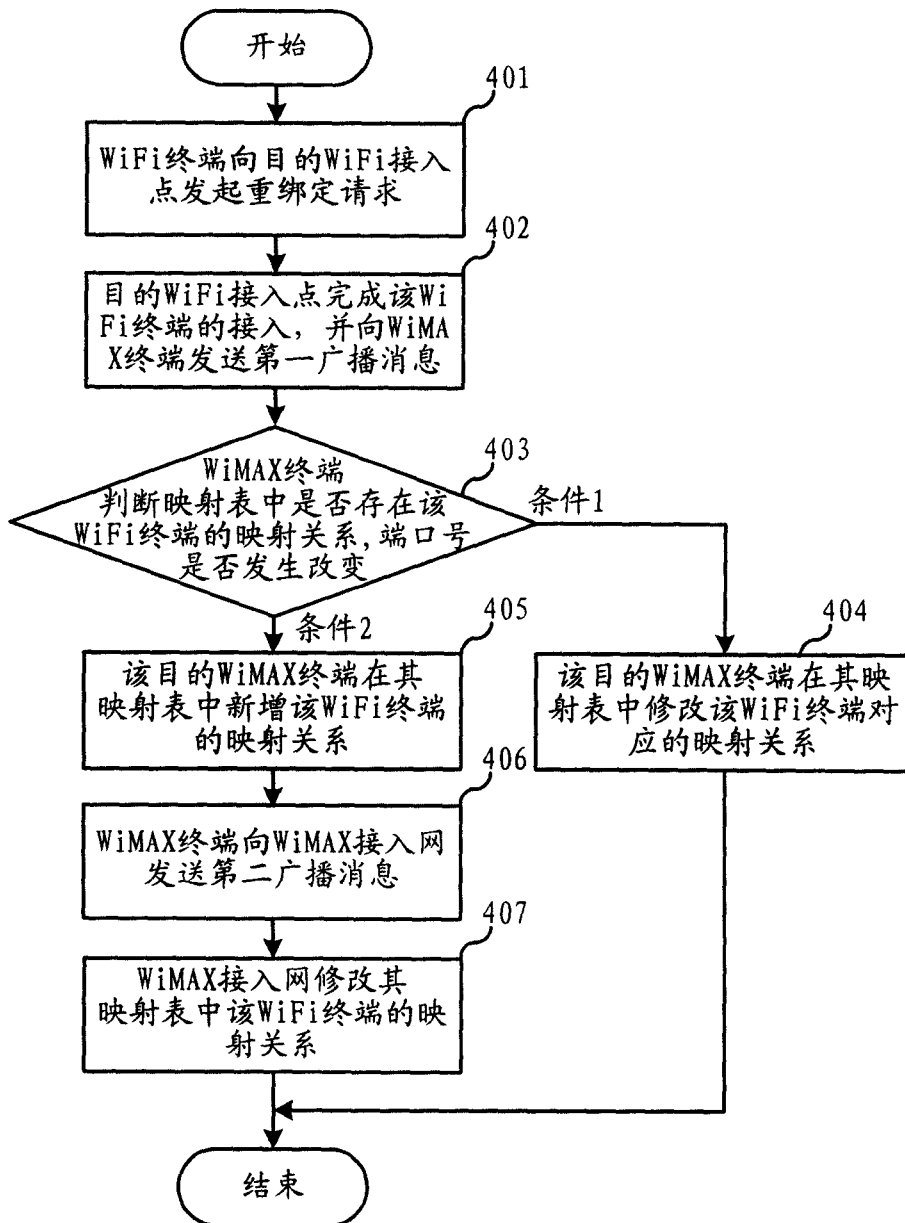 开始
401
WiFi终端向目的WiFi接入
点发起重绑定请求
402
目的WiFi接入点完成该Wi
Fi终端的接入，并向WiMA
X终端发送第一广播消息
403
WiMAX终端
判断映射表中是否存在该
WiFi终端的映射关系,端口号
是否发生改变
条件1
条件2
405
该目的WiMAX终端在其
映射表中新增该WiFi终端
的映射关系
404
该目的WiMAX终端在其映
射表中修改该WiFi终端对
应的映射关系
406
WiMAX终端向WiMAX接入网
发送第二广播消息
407
WiMAX接入网修改其
映射表中该WiFi终端的映
射关系
结束